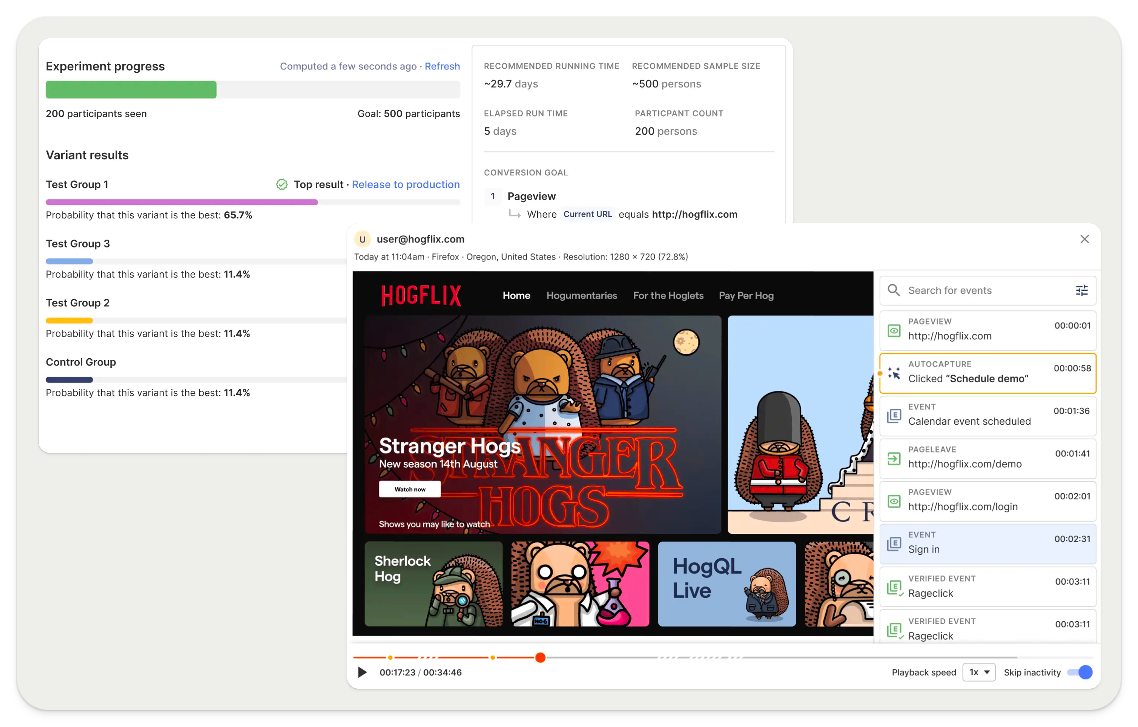 Experiment progress
Computed a few seconds ago · Refresh
200 participants seen
Goal: 500 participants
Variant results
Test Group 1
Top result · Release to production
Probability that this variant is the best: 65.7%
Test Group 3
Probability that this variant is the best: 11.4%
Test Group 2
Probability that this variant is the best: 11.4%
Control Group
Probability that this variant is the best: 11.4%
RECOMMENDED RUNNING TIME
~29.7 days
RECOMMENDED SAMPLE SIZE
~500 persons
ELAPSED RUN TIME
5 days
PARTICPANT COUNT
200 persons
CONVERSION GOAL
1 Pageview
Where Current URL equals http://hogflix.com
U user@hogflix.com
Today at 11:04am · Firefox · Oregon, United States · Resolution: 1280 × 720 (72.8%)
HOGFLIX
Home Hogumentaries For the Hoglets Pay Per Hog
STRANGER
HOGS
Stranger Hogs
New season 14th August
Watch now
Shows you may like to watch
C R
Sherlock
Hog
HogQL
Live
Search for events
PAGEVIEW
http://hogflix.com
00:00:01
AUTOCAPTURE
Clicked “Schedule demo”
00:00:58
EVENT
Calendar event scheduled
00:01:36
PAGELEAVE
http://hogflix.com/demo
00:01:41
PAGEVIEW
http://hogflix.com/login
00:02:01
EVENT
Sign in
00:02:31
VERIFIED EVENT
Rageclick
00:03:11
VERIFIED EVENT
Rageclick
00:03:11
00:17:23 / 00:34:46
Playback speed 1x Skip inactivity